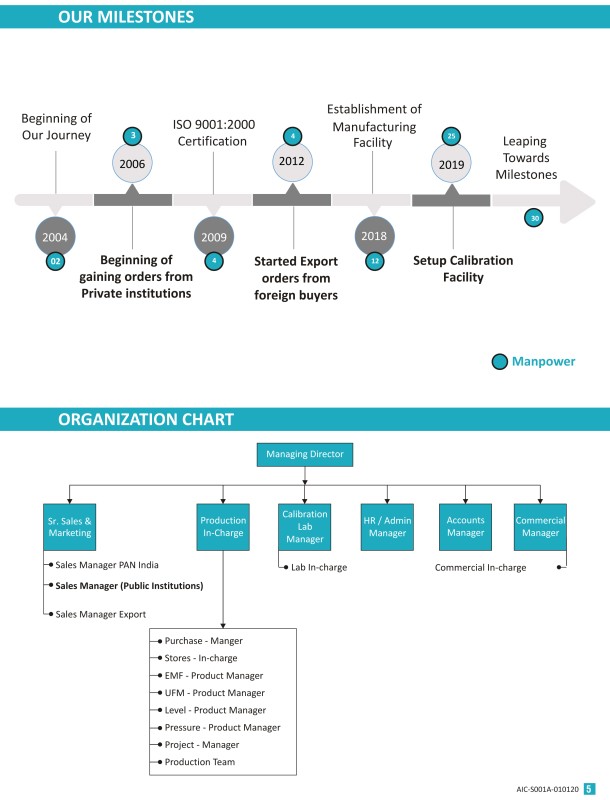 OUR MILESTONES
Beginning of
Our Journey
3
2006
ISO 9001:2000
Certification
4
2012
Establishment of
Manufacturing
Facility
25
2019
Leaping
Towards
Milestones
30
2004
02
Beginning of
gaining orders from
Private institutions
2009
4
Started Export
orders from
foreign buyers
2018
12
Setup Calibration
Facility
Manpower
ORGANIZATION CHART
Managing Director
Sr. Sales &
Marketing
Production
In-Charge
Calibration
Lab
Manager
HR / Admin
Manager
Accounts
Manager
Commercial
Manager
Sales Manager PAN India
Sales Manager (Public Institutions)
Sales Manager Export
Lab In-charge
Commercial In-charge
Purchase - Manger
Stores - In-charge
EMF - Product Manager
UFM - Product Manager
Level - Product Manager
Pressure - Product Manager
Project - Manager
Production Team
AIC-S001A-010120 5